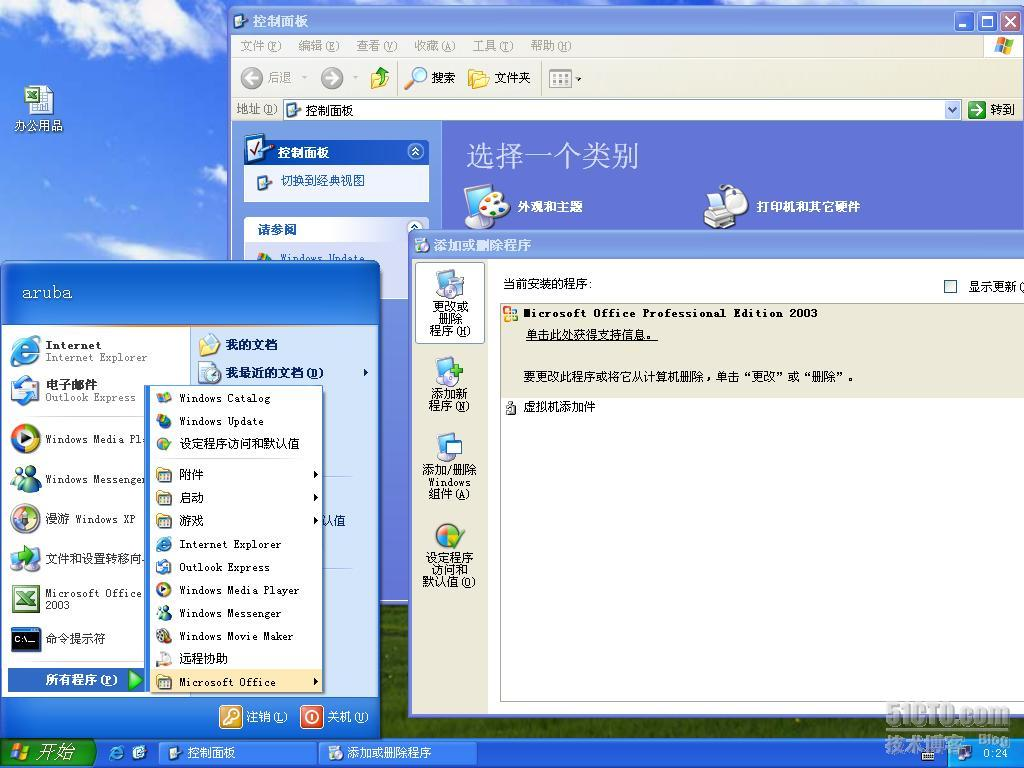 控制面板
文件(F) 编辑(E) 查看(V) 收藏(A) 工具(T) 帮助(H)
后退 搜索 文件夹
地址(D) 控制面板 转到
办公用品
控制面板
切换到经典视图
请参阅
Windows Update
选择一个类别
外观和主题
打印机和其它硬件
添加或删除程序
更改或
删除
程序(H)
添加新
程序(N)
添加/删除
Windows
组件(A)
设定程序
访问和
默认值(O)
当前安装的程序:
显示更新(
Microsoft Office Professional Edition 2003
单击此处获得支持信息。
要更改此程序或将它从计算机删除,单击“更改”或“删除”。
虚拟机添加件
aruba
Internet
Internet Explorer
电子邮件
Outlook Express
Windows Media Pl
Windows Messenger
漫游 Windows XP
文件和设置转移向
Microsoft Office
2003
命令提示符
所有程序(P)
我的文档
我最近的文档(D)
认值
Windows Catalog
Windows Update
设定程序访问和默认值
附件
启动
游戏
Internet Explorer
Outlook Express
Windows Media Player
Windows Messenger
Windows Movie Maker
远程协助
Microsoft Office
注销(L) 关机(U)
开始 控制面板 添加或删除程序 0:24
51CTO.com
技术博客 Blog